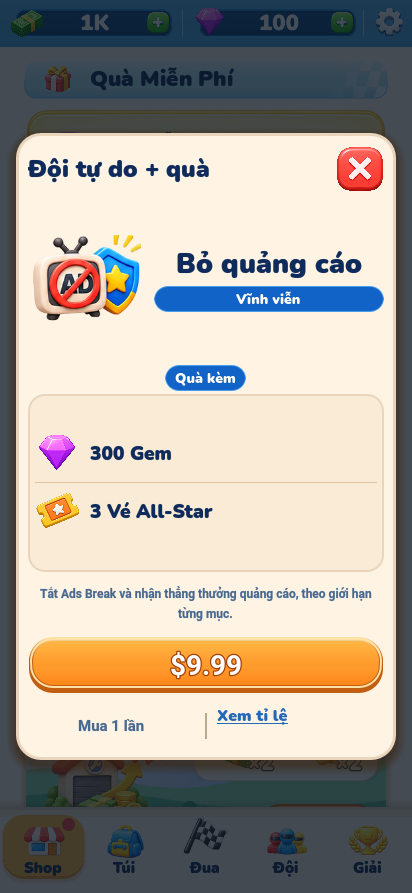 1K
100
Quà Miễn Phí
Đội tự do + quà
AD
Bỏ quảng cáo
Vĩnh viễn
Quà kèm
300 Gem
3 Vé All-Star
Tắt Ads Break và nhận thẳng thưởng quảng cáo, theo giới hạn
từng mục.
$9.99
Mua 1 lần
Xem tỉ lệ
×2
×2
Shop
Túi
Đua
Đội
Giải